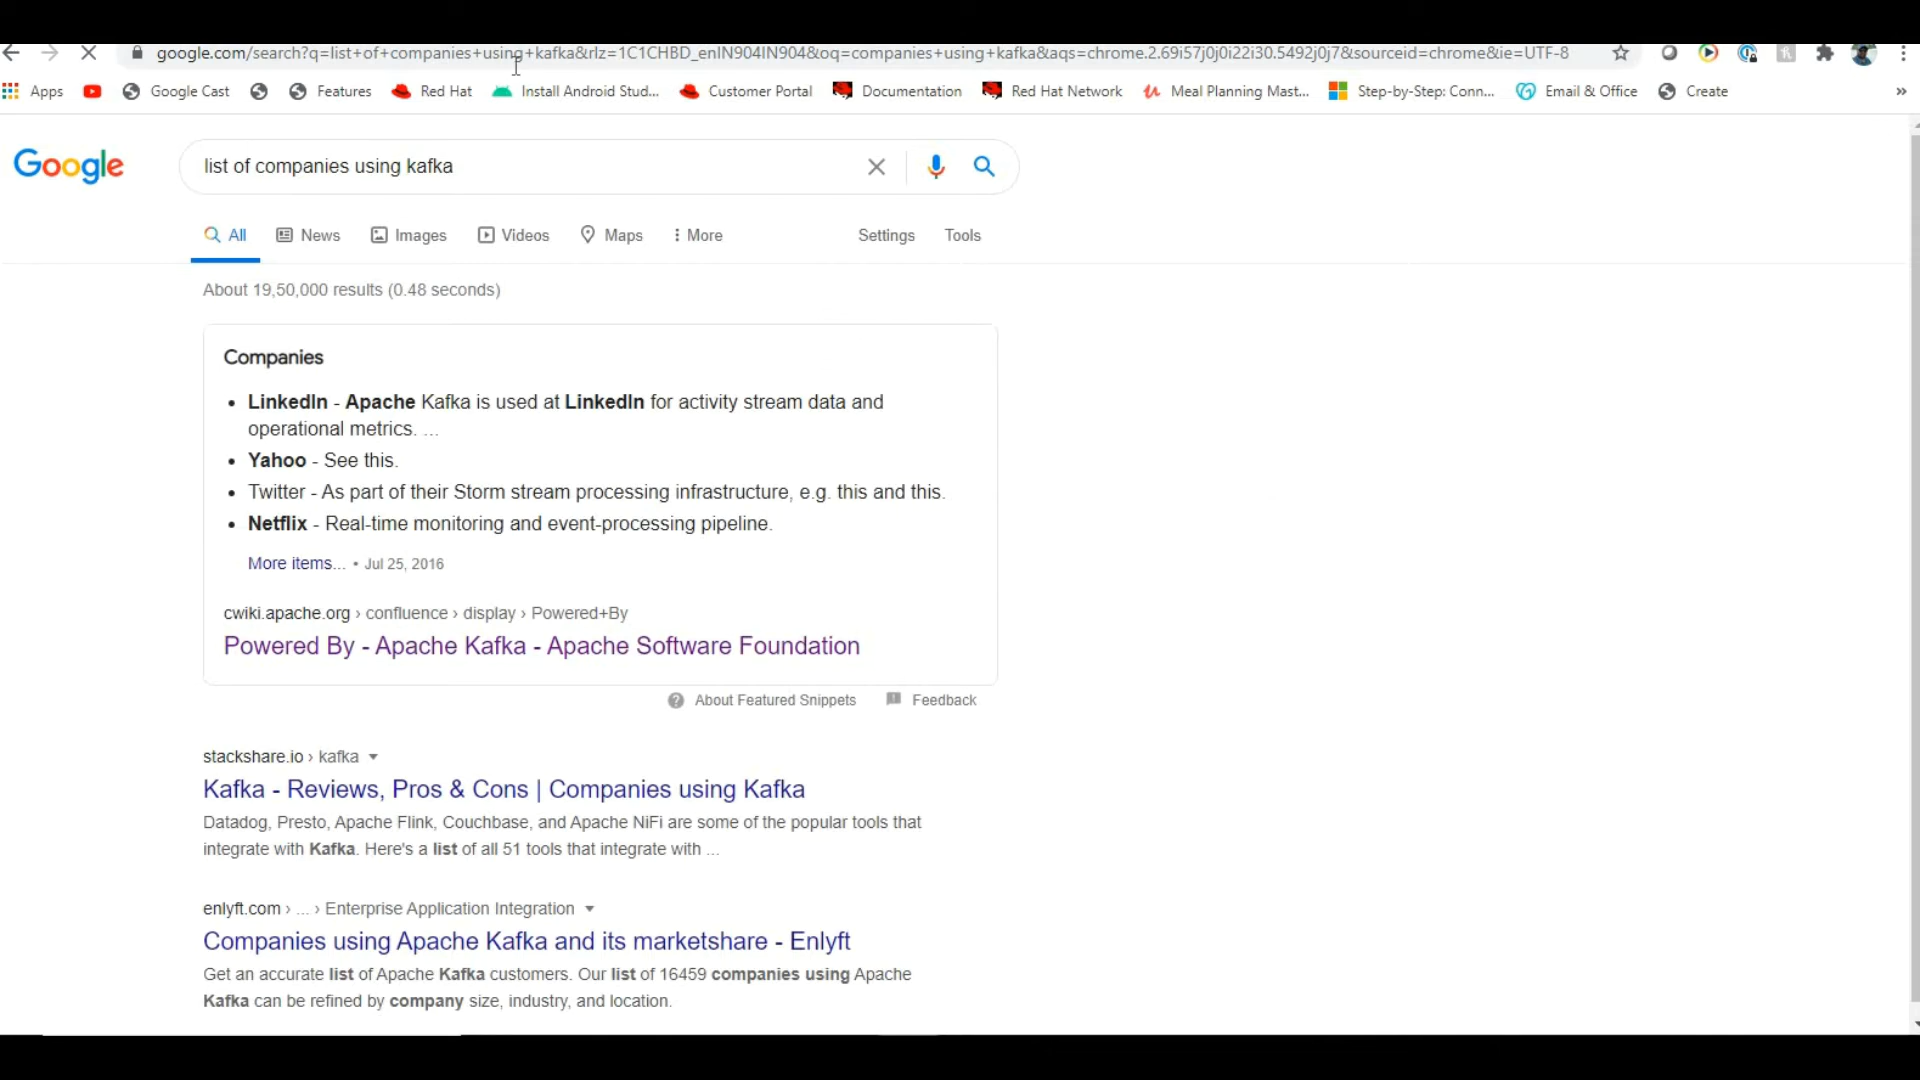 google.com/search?q=list+of+companies+using+kafka&rlz=1C1CHBD_enIN904IN904&oq=companies+using+kafka&aqs=chrome.2.69i57j0j0i22i30.5492j0j7&sourceid=chrome&ie=UTF-8
Apps Google Cast Features Red Hat Install Android Stud... Customer Portal Documentation Red Hat Network Meal Planning Mast... Step-by-Step: Conn... Email & Office Create »
Google list of companies using kafka
All News Images Videos Maps More Settings Tools
About 19,50,000 results (0.48 seconds)
Companies
• LinkedIn - Apache Kafka is used at LinkedIn for activity stream data and
operational metrics. ...
• Yahoo - See this.
• Twitter - As part of their Storm stream processing infrastructure, e.g. this and this.
• Netflix - Real-time monitoring and event-processing pipeline.
More items... • Jul 25, 2016
cwiki.apache.org › confluence › display › Powered+By
Powered By - Apache Kafka - Apache Software Foundation
About Featured Snippets Feedback
stackshare.io › kafka
Kafka - Reviews, Pros & Cons | Companies using Kafka
Datadog, Presto, Apache Flink, Couchbase, and Apache NiFi are some of the popular tools that
integrate with Kafka. Here's a list of all 51 tools that integrate with ...
enlyft.com › ... › Enterprise Application Integration
Companies using Apache Kafka and its marketshare - Enlyft
Get an accurate list of Apache Kafka customers. Our list of 16459 companies using Apache
Kafka can be refined by company size, industry, and location.